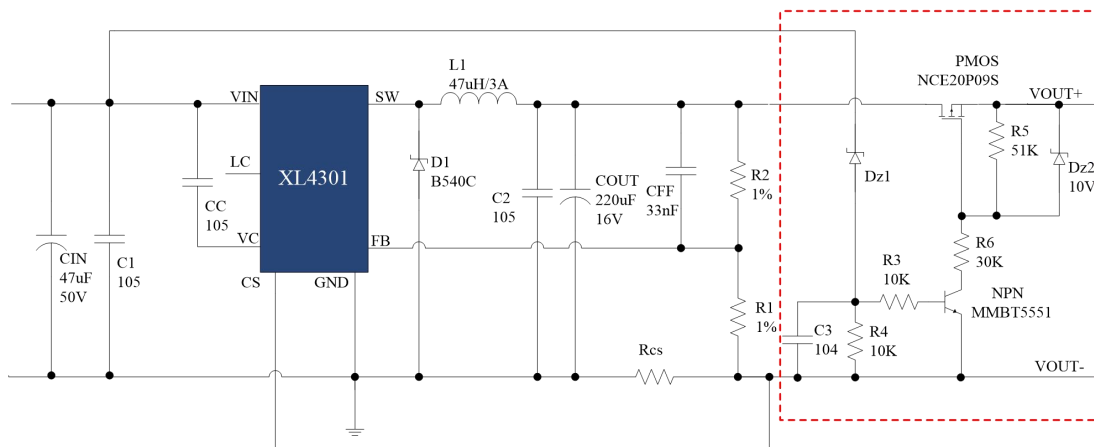 PMOS
NCE20P09S
L1
47uH/3A
VIN
SW
VOUT+
R5
51K
D1
B540C
LC
XL4301
R2
1%
Dz1
Dz2
10V
CC
105
C2
105
COUT
220uF
16V
CFF
33nF
VC
FB
R6
30K
CIN
47uF
50V
C1
105
CS
GND
R3
10K
NPN
MMBT5551
R1
1%
C3
104
R4
10K
Rcs
VOUT-